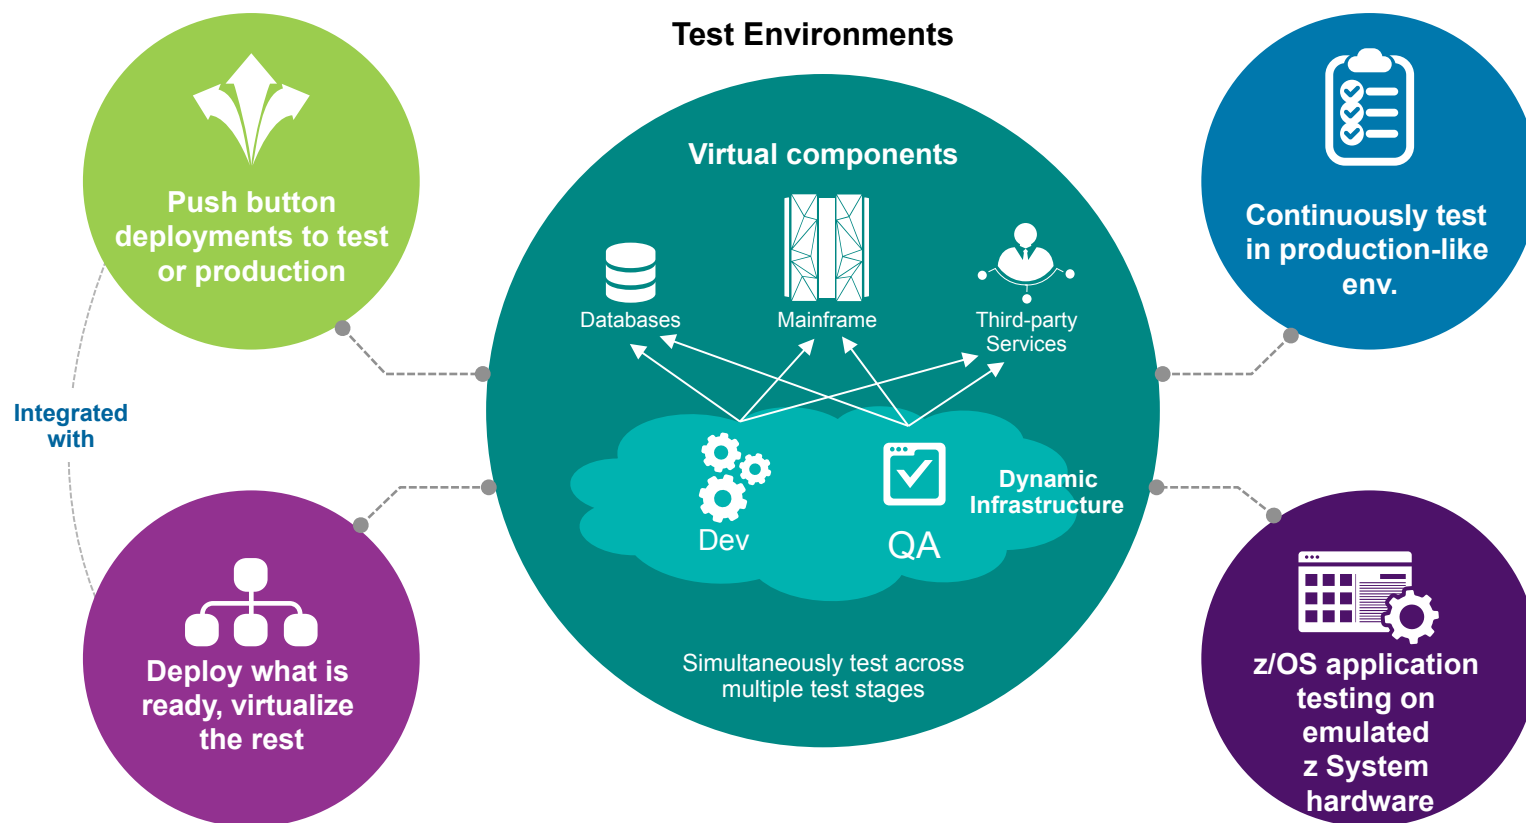 Test Environments
Push button
deployments to test
or production
Virtual components
Databases
Mainframe
Third-party
Services
Continuously test
in production-like
env.
Integrated
with
Dev
QA
Dynamic
Infrastructure
Simultaneously test across
multiple test stages
Deploy what is
ready, virtualize
the rest
z/OS application
testing on
emulated
z System
hardware